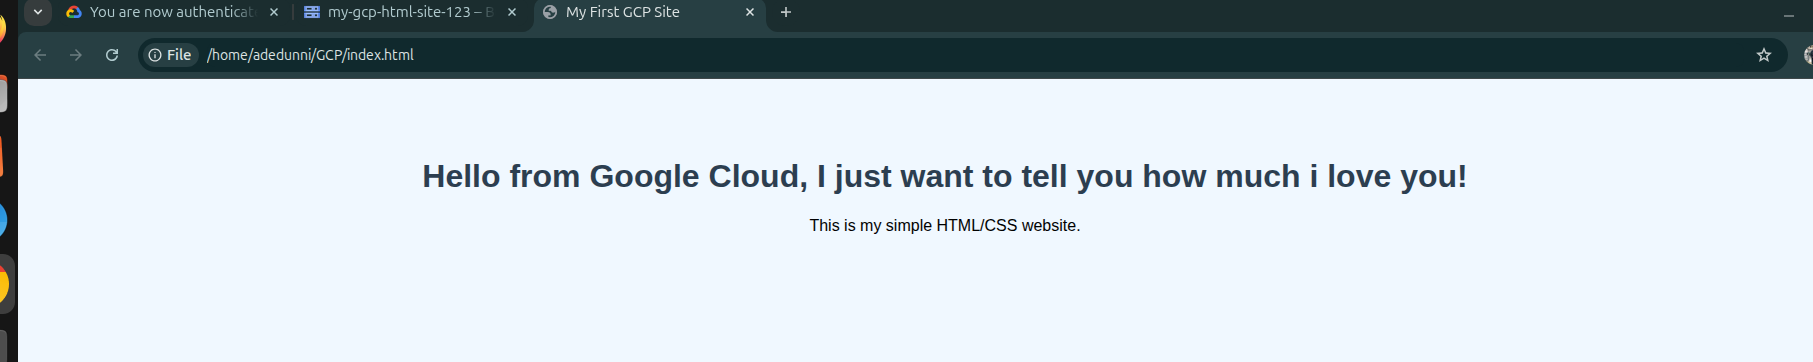 You are now authenticat
my-gcp-html-site-123 – B
My First GCP Site
File /home/adedunni/GCP/index.html
Hello from Google Cloud, I just want to tell you how much i love you!
This is my simple HTML/CSS website.